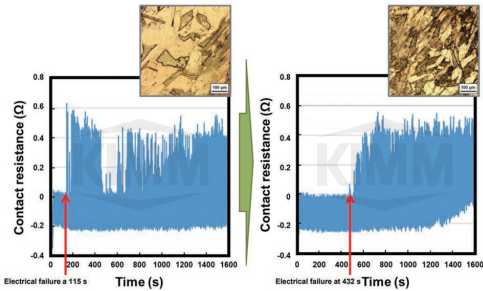 100 μm
100 μm
Contact resistance (Ω)
0.8
0.6
0.4
0.2
0
-0.2
-0.4
0 200 400 600 800 1000 1200 1400 1600
KIMM
Electrical failure a 115 s
Time (s)
Contact resistance (Ω)
0.8
0.6
0.4
0.2
0
-0.2
-0.4
0 200 400 600 800 1000 1200 1400 1600
KIMM
Electrical failure at 432 s
Time (s)